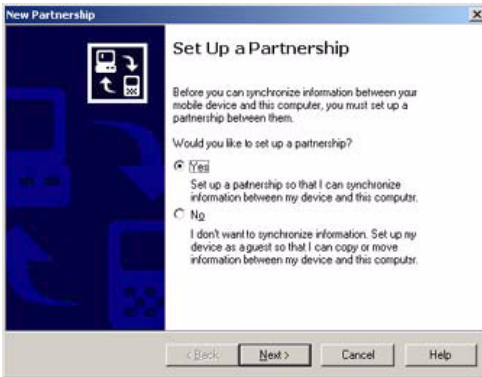 New Partnership
Set Up a Partnership
Before you can synchronize information between your
mobile device and this computer, you must set up a
partnership between them.
Would you like to set up a partnership?
Yes
Set up a partnership so that I can synchronize
information between my device and this computer.
No
I don't want to synchronize information. Set up my
device as a guest so that I can copy or move
information between my device and this computer.
< Back
Next >
Cancel
Help